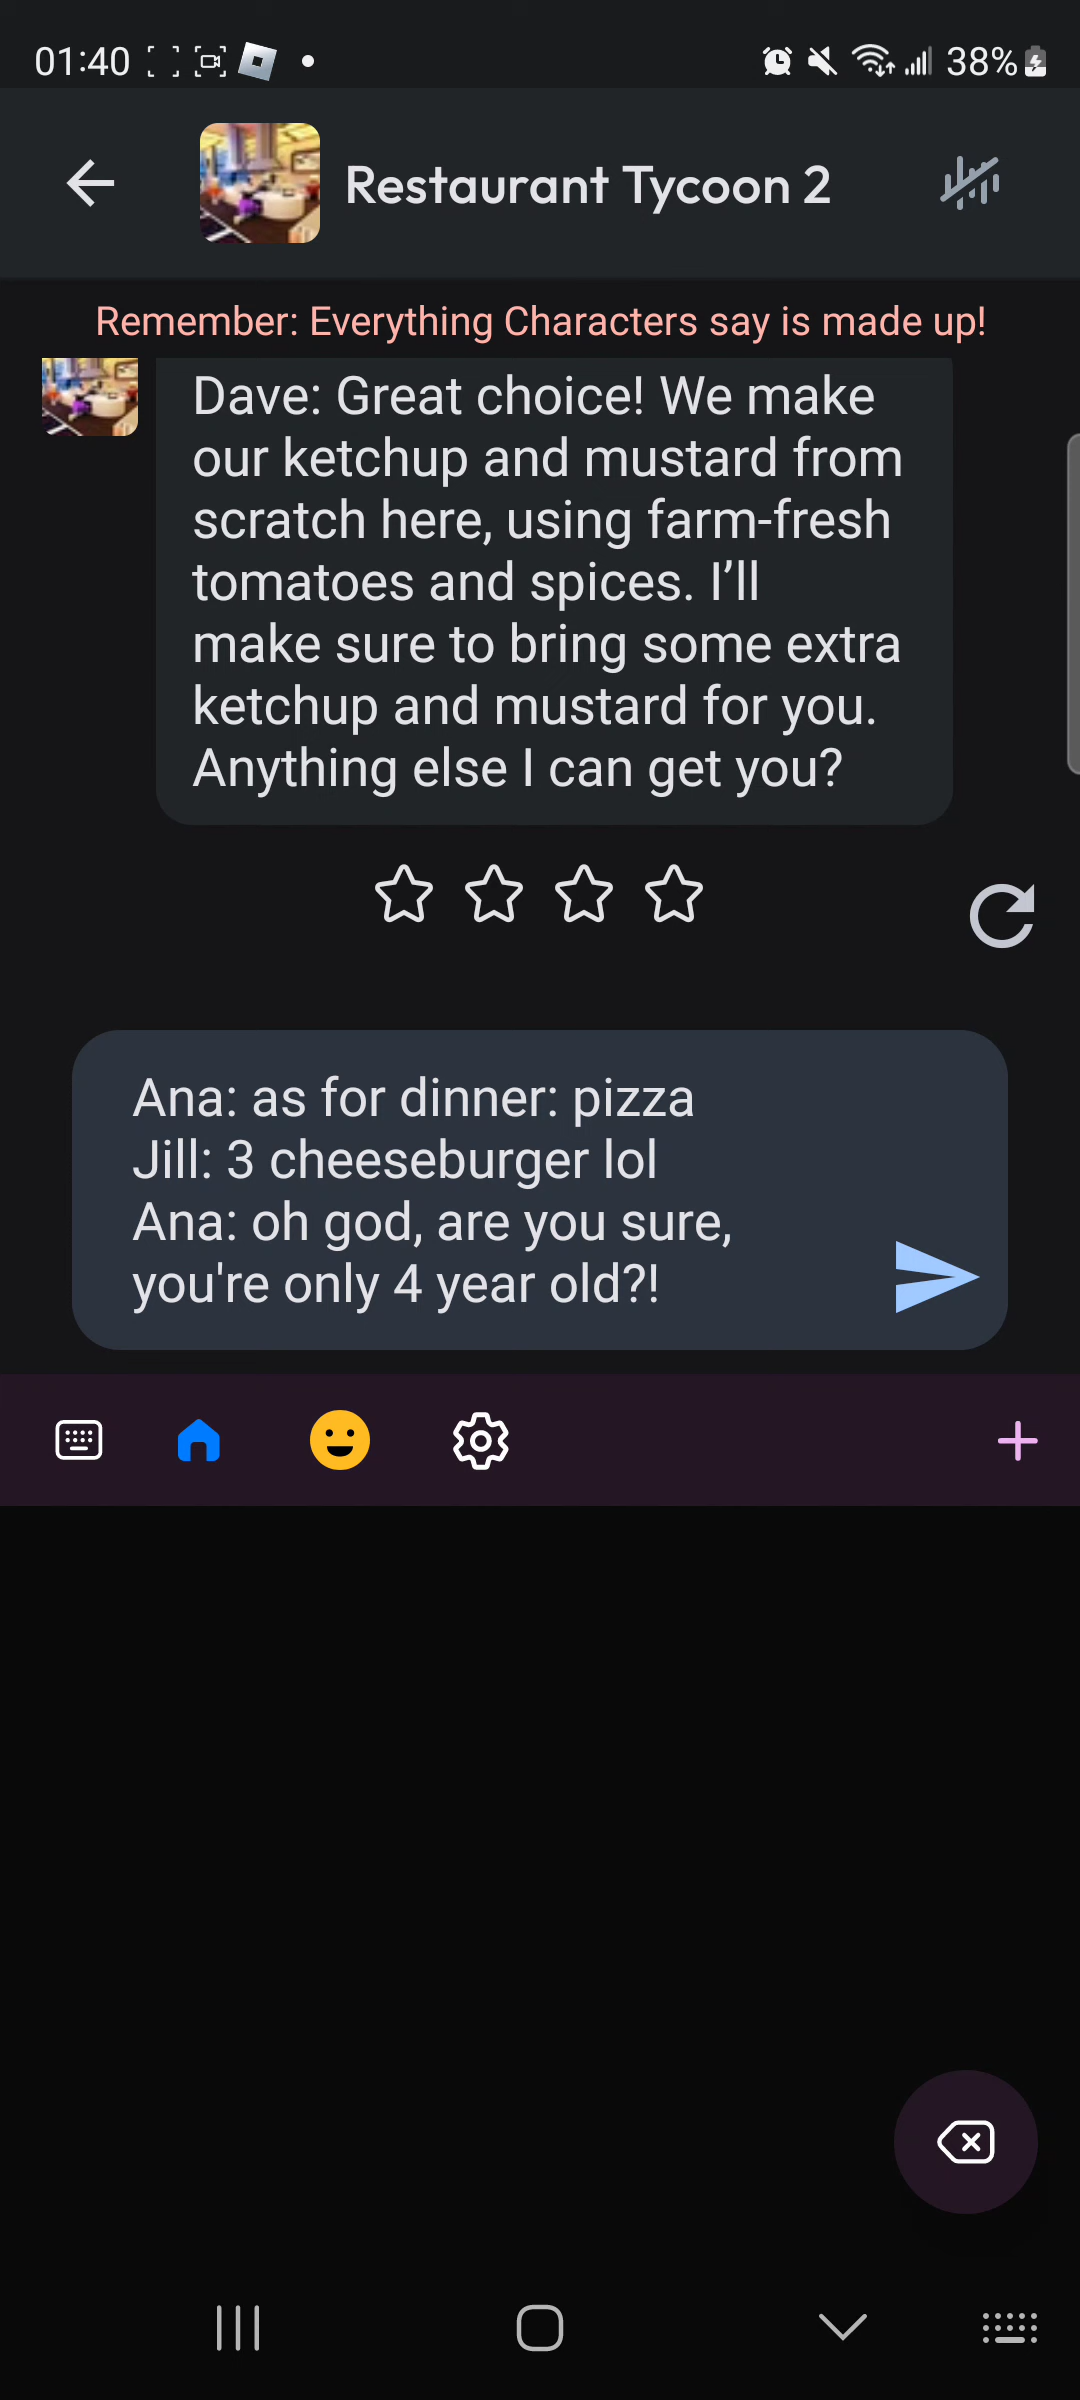 01:40
38%
Restaurant Tycoon 2
Remember: Everything Characters say is made up!
Dave: Great choice! We make
our ketchup and mustard from
scratch here, using farm-fresh
tomatoes and spices. I’ll
make sure to bring some extra
ketchup and mustard for you.
Anything else I can get you?
Ana: as for dinner: pizza
Jill: 3 cheeseburger lol
Ana: oh god, are you sure,
you're only 4 year old?!